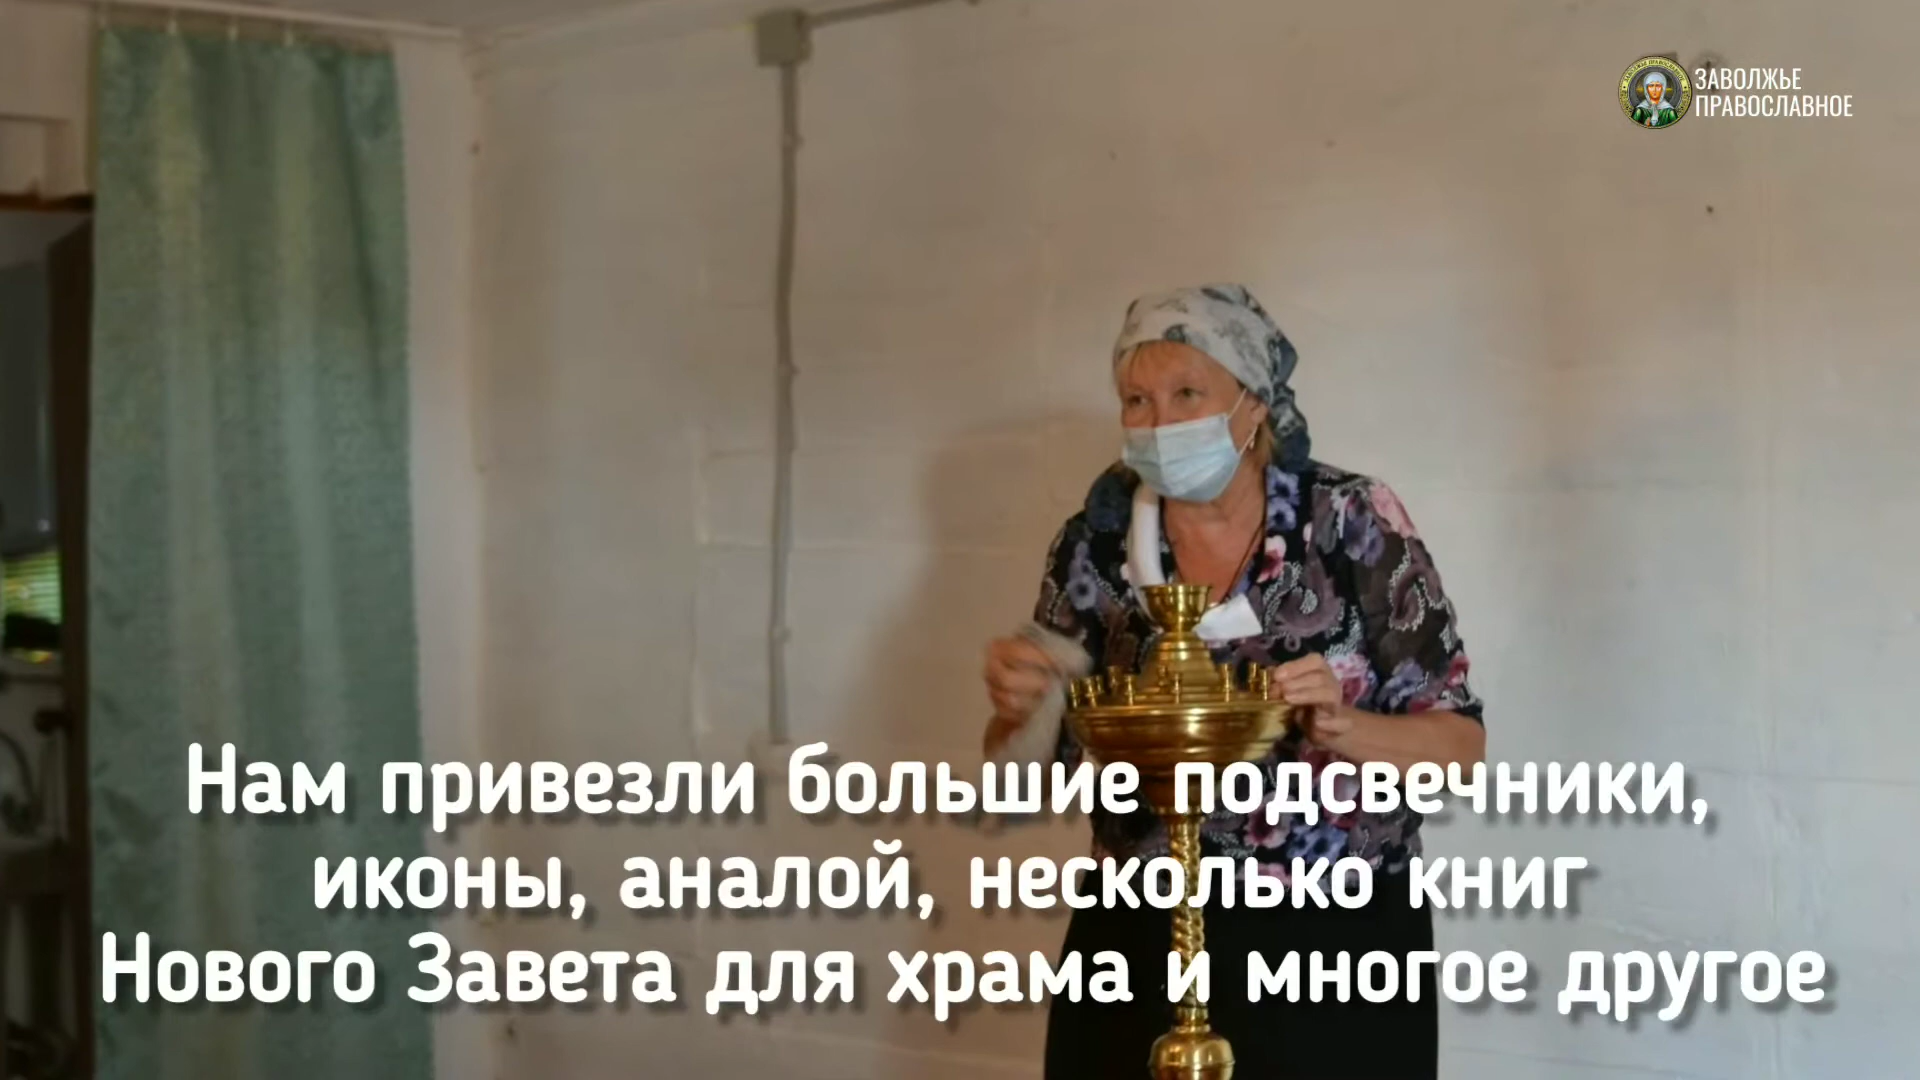 ЗАВОЛЖЬЕ
ПРАВОСЛАВНОЕ
Нам привезли большие подсвечники,
иконы, аналой, несколько книг
Нового Завета для храма и многое другое